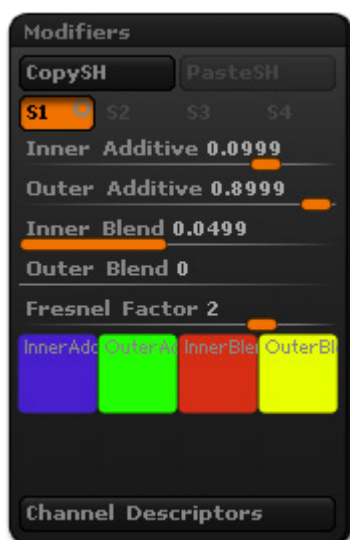 Modifiers
CopySH PasteSH
S1 S2 S3 S4
Inner Additive 0.0999
Outer Additive 0.8999
Inner Blend 0.0499
Outer Blend 0
Fresnel Factor 2
InnerAdd OuterAd InnerBle OuterBl
Channel Descriptors